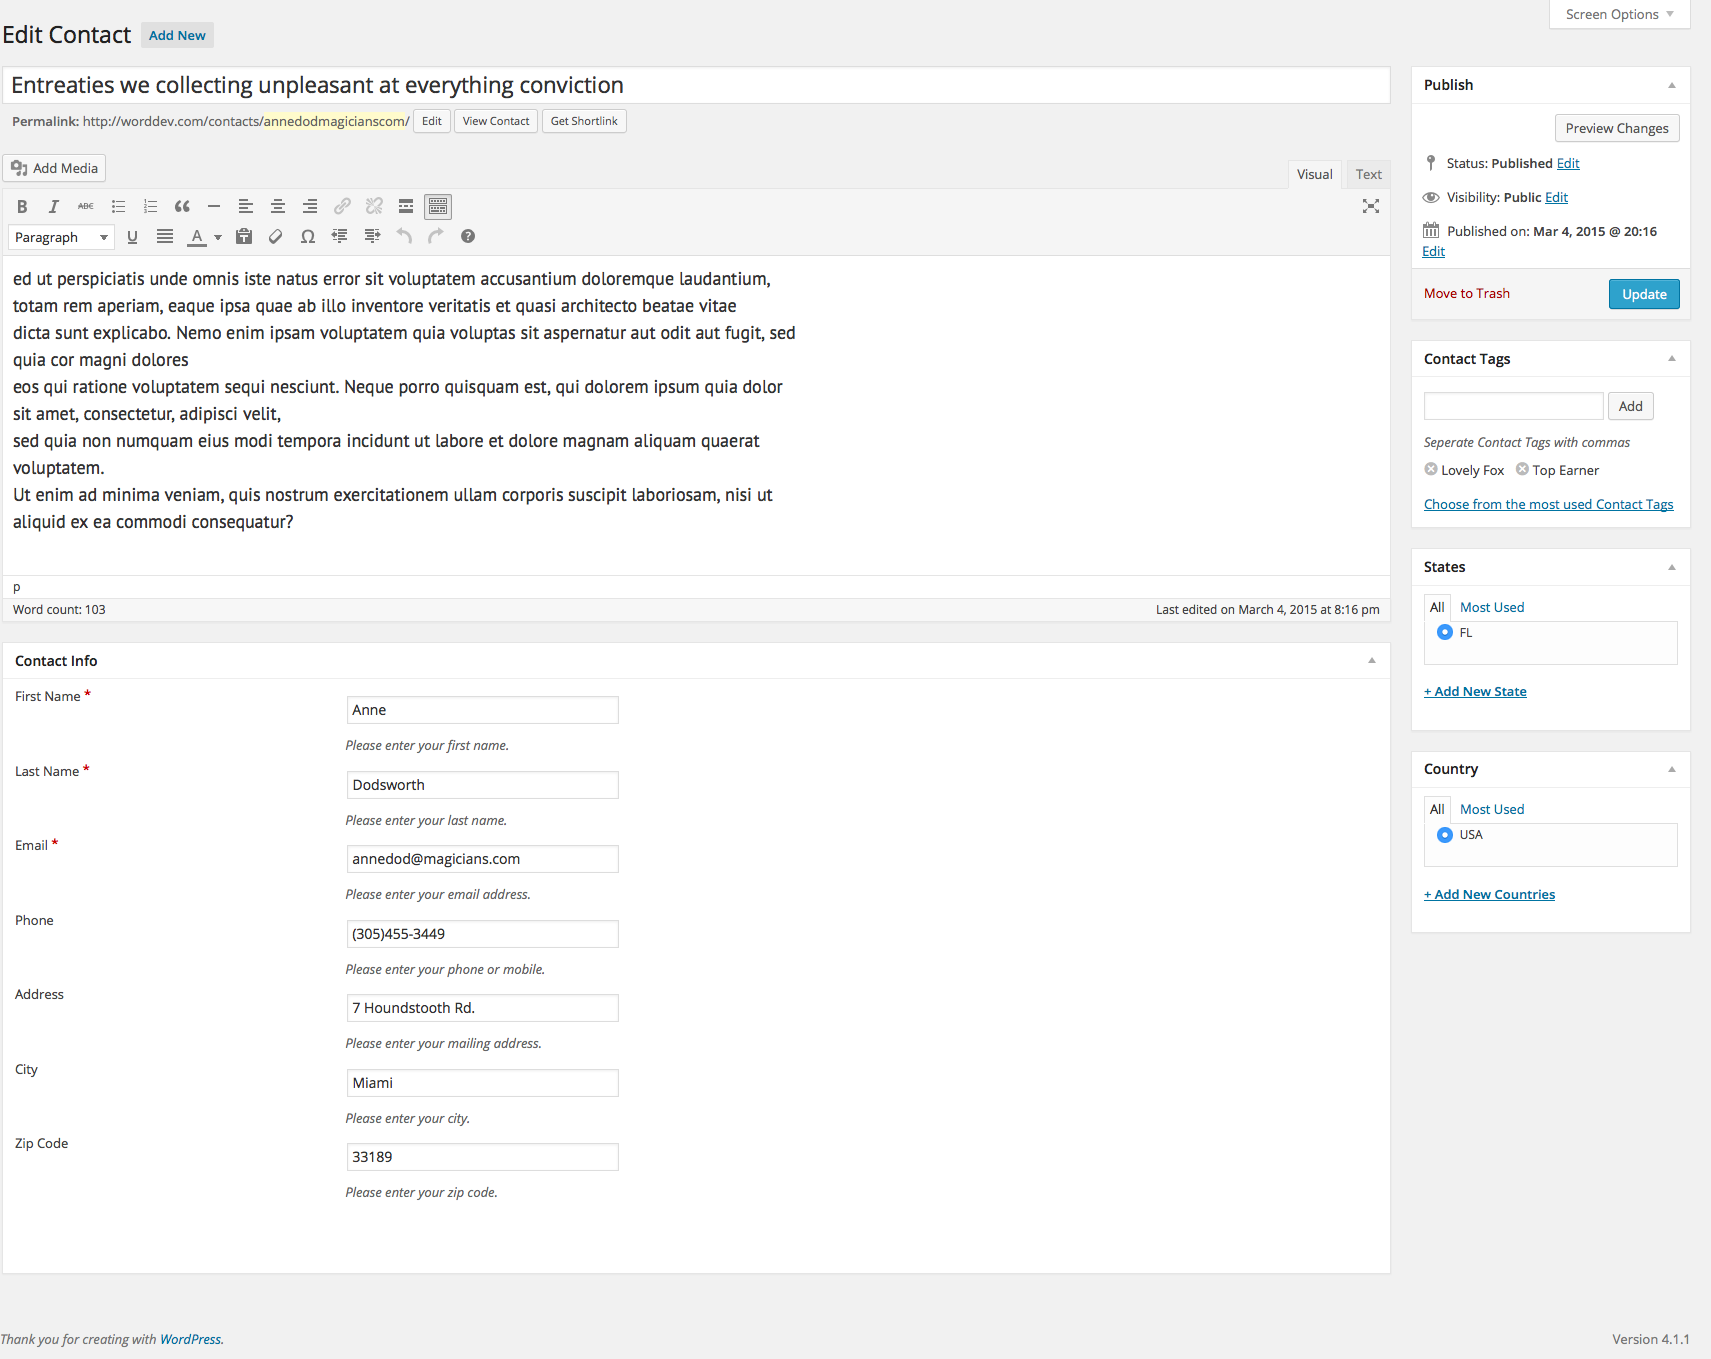 Screen Options
Edit Contact Add New
Entreaties we collecting unpleasant at everything conviction
Permalink: http://worddev.com/contacts/annedodmagicianscom/ Edit View Contact Get Shortlink
Add Media
Visual Text
B I ABC
Paragraph U A Ω ?
ed ut perspiciatis unde omnis iste natus error sit voluptatem accusantium doloremque laudantium,
totam rem aperiam, eaque ipsa quae ab illo inventore veritatis et quasi architecto beatae vitae
dicta sunt explicabo. Nemo enim ipsam voluptatem quia voluptas sit aspernatur aut odit aut fugit, sed
quia cor magni dolores
eos qui ratione voluptatem sequi nesciunt. Neque porro quisquam est, qui dolorem ipsum quia dolor
sit amet, consectetur, adipisci velit,
sed quia non numquam eius modi tempora incidunt ut labore et dolore magnam aliquam quaerat
voluptatem.
Ut enim ad minima veniam, quis nostrum exercitationem ullam corporis suscipit laboriosam, nisi ut
aliquid ex ea commodi consequatur?
p
Word count: 103
Last edited on March 4, 2015 at 8:16 pm
Contact Info
First Name *
Anne
Please enter your first name.
Last Name *
Dodsworth
Please enter your last name.
Email *
annedod@magicians.com
Please enter your email address.
Phone
(305)455-3449
Please enter your phone or mobile.
Address
7 Houndstooth Rd.
Please enter your mailing address.
City
Miami
Please enter your city.
Zip Code
33189
Please enter your zip code.
Publish
Preview Changes
Status: Published Edit
Visibility: Public Edit
Published on: Mar 4, 2015 @ 20:16
Edit
Move to Trash
Update
Contact Tags
Add
Seperate Contact Tags with commas
Lovely Fox Top Earner
Choose from the most used Contact Tags
States
All Most Used
FL
+ Add New State
Country
All Most Used
USA
+ Add New Countries
Thank you for creating with WordPress.
Version 4.1.1